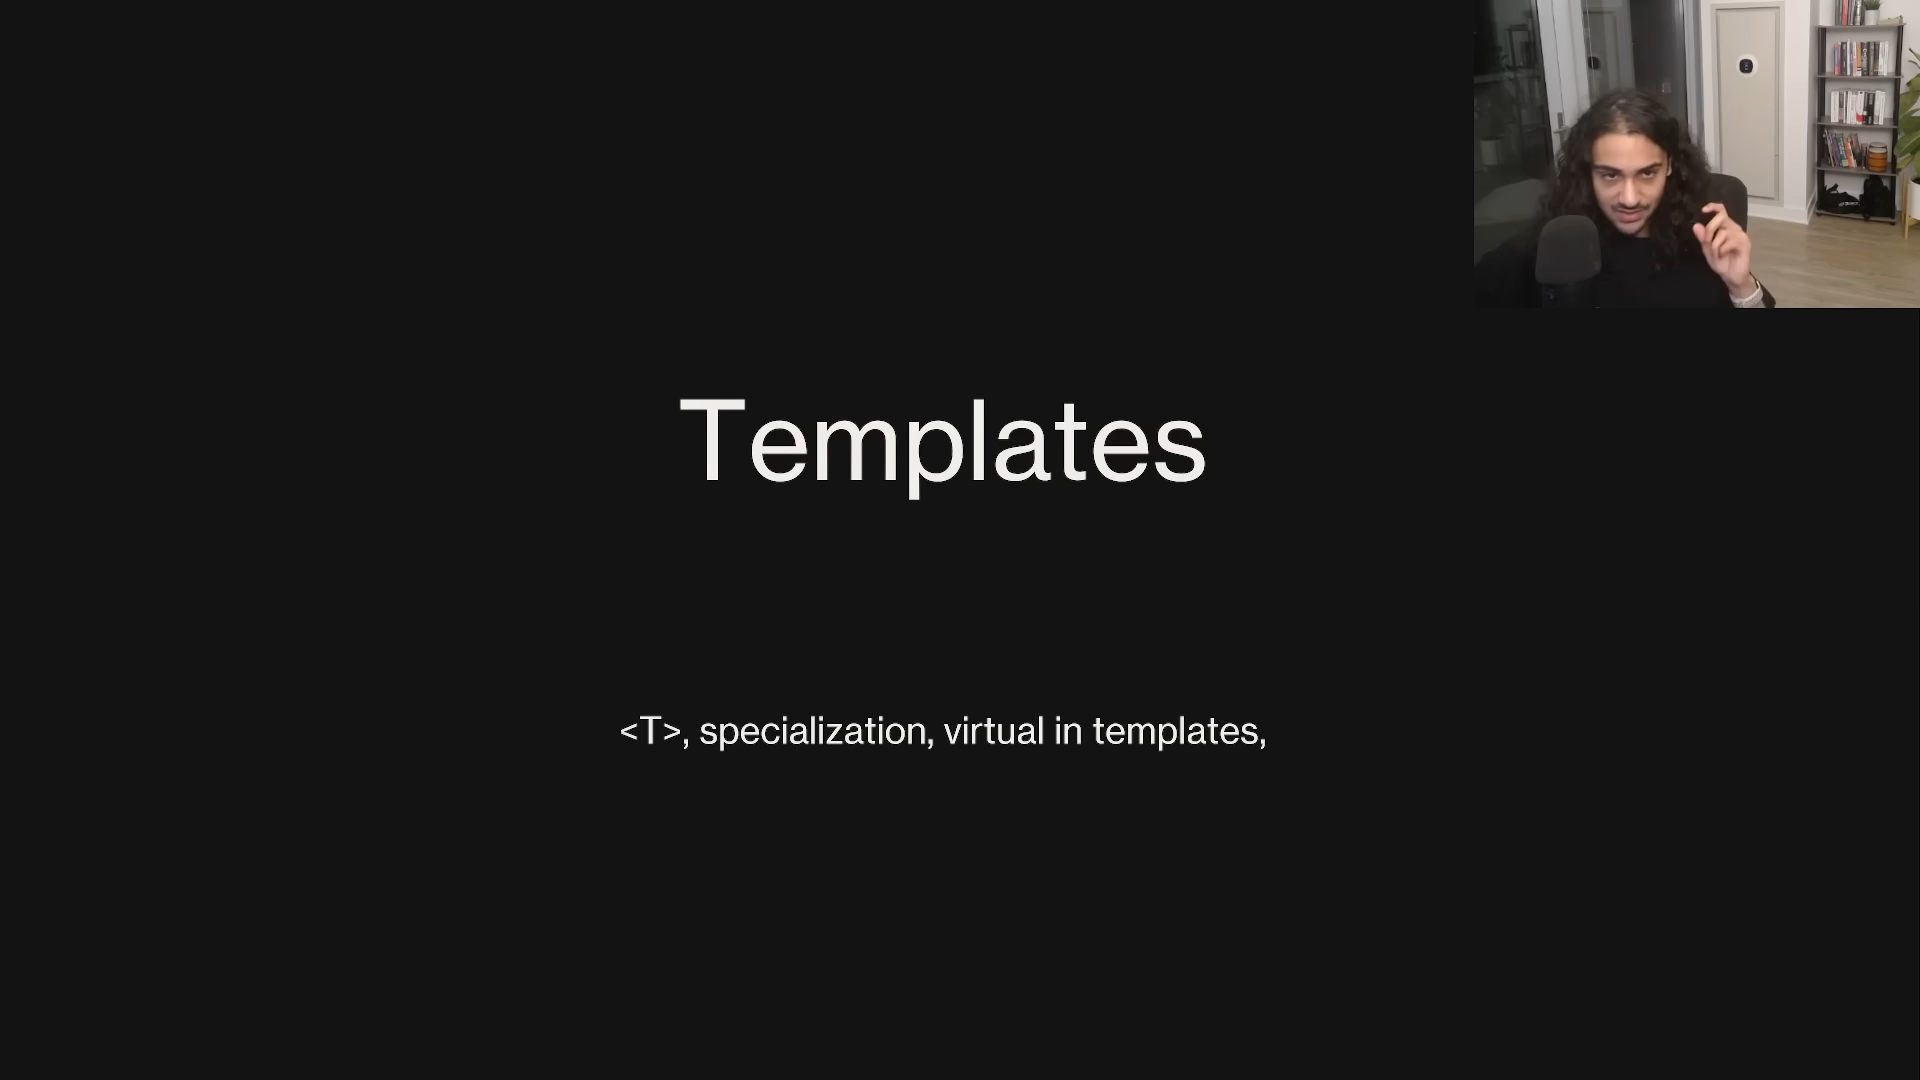 Templates
<T>, specialization, virtual in templates,